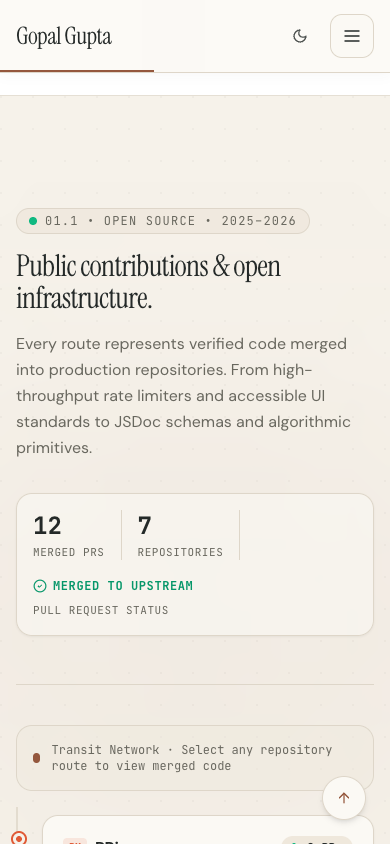 Gopal Gupta
01.1 • OPEN SOURCE • 2025–2026
Public contributions & open
infrastructure.
Every route represents verified code merged
into production repositories. From high-
throughput rate limiters and accessible UI
standards to JSDoc schemas and algorithmic
primitives.
12
MERGED PRS
7
REPOSITORIES
MERGED TO UPSTREAM
PULL REQUEST STATUS
Transit Network · Select any repository
route to view merged code